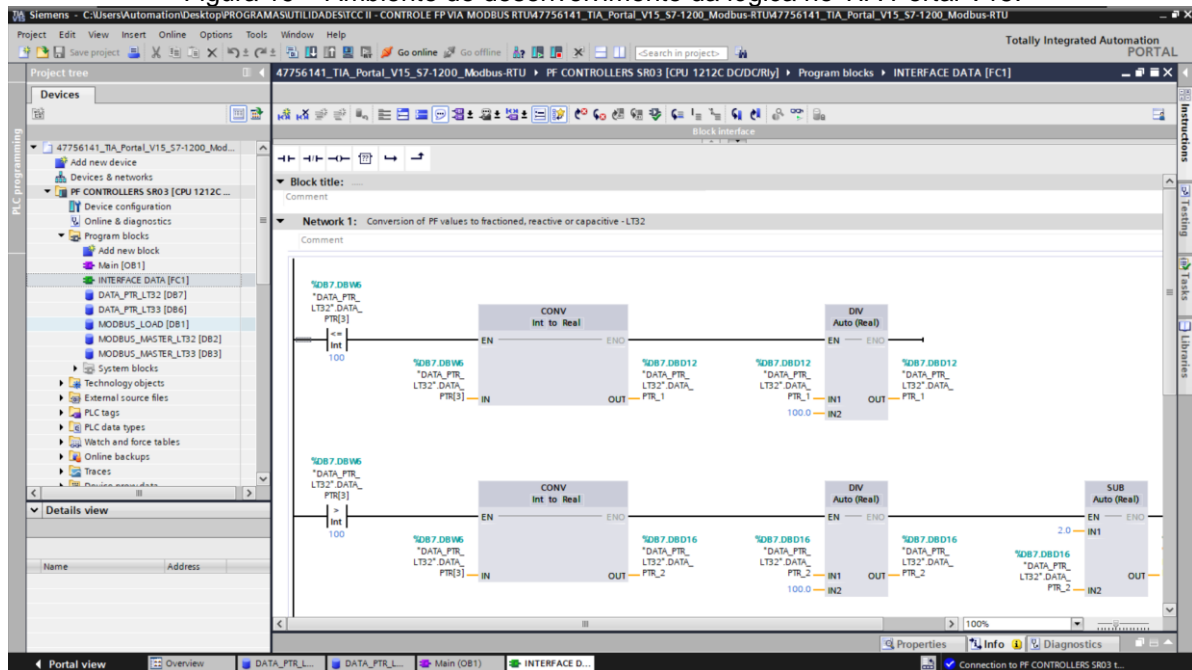 Figura 10 – Ambiente do desenvolvimento da lógica no TIA Portal V15.
Siemens - C:\Users\Automation\Desktop\PROGRAMAS\UTILIDADES\TCC II - CONTROLE FP VIA MODBUS RTU\47756141_TIA_Portal_V15_S7-1200_Modbus-RTU\47756141_TIA_Portal_V15_S7-1200_Modbus-RTU
Project Edit View Insert Online Options Tools Window Help
Totally Integrated Automation
PORTAL
Save project
Go online
Go offline
<Search in project>
Project tree
47756141_TIA_Portal_V15_S7-1200_Modbus-RTU
PF CONTROLLERS SR03 [CPU 1212C DC/DC/Rly]
Program blocks
INTERFACE DATA [FC1]
Devices
PLC programming
47756141_TIA_Portal_V15_S7-1200_Mod...
Add new device
Devices & networks
PF CONTROLLERS SR03 [CPU 1212C ...
Device configuration
Online & diagnostics
Program blocks
Add new block
Main [OB1]
INTERFACE DATA [FC1]
DATA_PTR_LT32 [DB7]
DATA_PTR_LT33 [DB6]
MODBUS_LOAD [DB1]
MODBUS_MASTER_LT32 [DB2]
MODBUS_MASTER_LT33 [DB3]
System blocks
Technology objects
External source files
PLC tags
PLC data types
Watch and force tables
Online backups
Traces
Details view
Name Address
Block interface
Block title:
Comment
Network 1: Conversion of PF values to fractioned, reactive or capacitive - LT32
Comment
%DB7.DBW6
"DATA_PTR_
LT32".DATA_
PTR[3]
<=
Int
100
CONV
Int to Real
EN ENO
%DB7.DBW6
"DATA_PTR_
LT32".DATA_
PTR[3]
IN
OUT
%DB7.DBD12
"DATA_PTR_
LT32".DATA_
PTR_1
DIV
Auto (Real)
EN ENO
%DB7.DBD12
"DATA_PTR_
LT32".DATA_
PTR_1
IN1
100.0
IN2
OUT
%DB7.DBD12
"DATA_PTR_
LT32".DATA_
PTR_1
%DB7.DBW6
"DATA_PTR_
LT32".DATA_
PTR[3]
>
Int
100
CONV
Int to Real
EN ENO
%DB7.DBW6
"DATA_PTR_
LT32".DATA_
PTR[3]
IN
OUT
%DB7.DBD16
"DATA_PTR_
LT32".DATA_
PTR_2
DIV
Auto (Real)
EN ENO
%DB7.DBD16
"DATA_PTR_
LT32".DATA_
PTR_2
IN1
100.0
IN2
OUT
%DB7.DBD16
"DATA_PTR_
LT32".DATA_
PTR_2
SUB
Auto (Real)
EN ENO
2.0
IN1
%DB7.DBD16
"DATA_PTR_
LT32".DATA_
PTR_2
IN2
OUT
100%
Instructions
Testing
Tasks
Libraries
Properties
Info
Diagnostics
Portal view
Overview
DATA_PTR_L...
DATA_PTR_L...
Main (OB1)
INTERFACE D...
Connection to PF CONTROLLERS SR03 t...